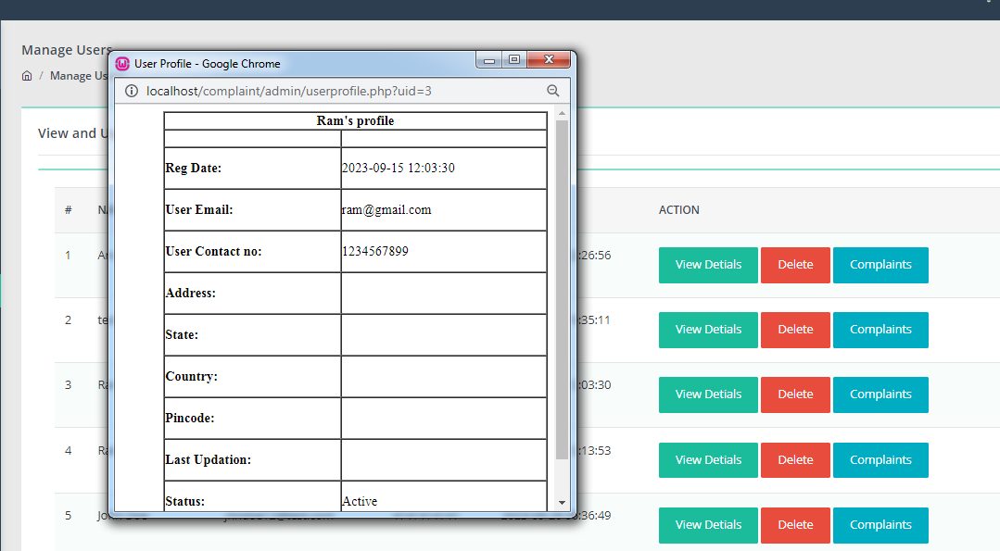 Manage Users
/ Manage Us
View and U
User Profile - Google Chrome
localhost/complaint/admin/userprofile.php?uid=3
Ram's profile
Reg Date: 2023-09-15 12:03:30
User Email: ram@gmail.com
User Contact no: 1234567899
Address:
State:
Country:
Pincode:
Last Updation:
Status: Active
# ACTION
1 :26:56 View Detials Delete Complaints
2 te :35:11 View Detials Delete Complaints
3 Ra :03:30 View Detials Delete Complaints
4 Ra :13:53 View Detials Delete Complaints
5 :36:49 View Detials Delete Complaints